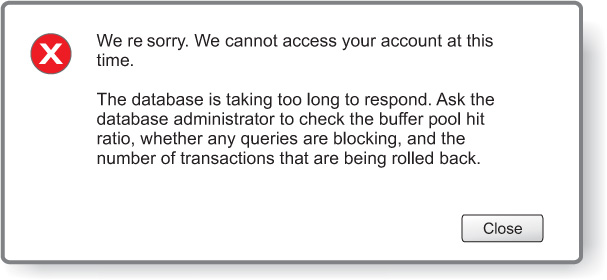 We re sorry. We cannot access your account at this
time.
The database is taking too long to respond. Ask the
database administrator to check the buffer pool hit
ratio, whether any queries are blocking, and the
number of transactions that are being rolled back.
Close